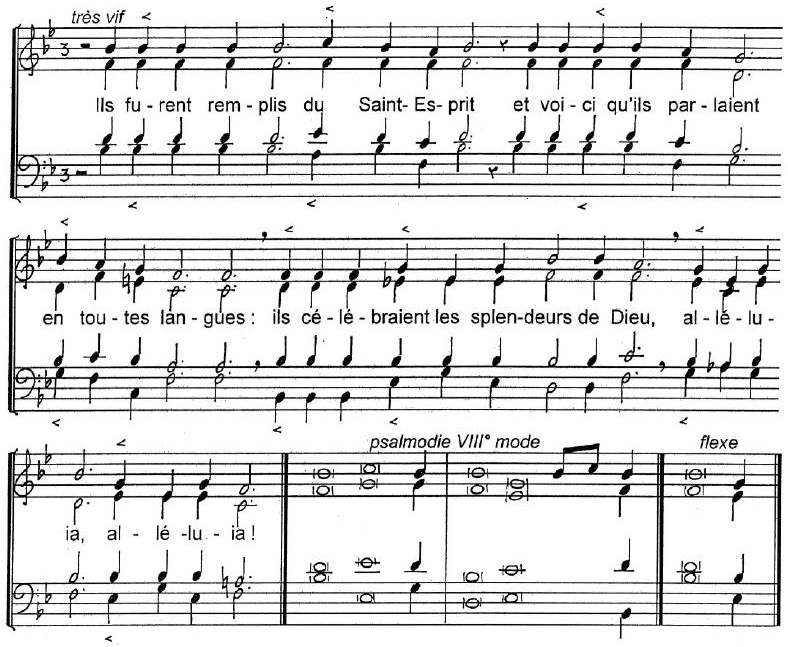 très vif
3
Ils fu - rent rem - plis du Saint- Es- prit et voi - ci qu'ils par - laient
3
en tou - tes lan - gues : ils cé - lé - braient les splen - deurs de Dieu, al - lé - lu -
psalmodie VIII° mode flexe
ia, al - lé - lu - ia !